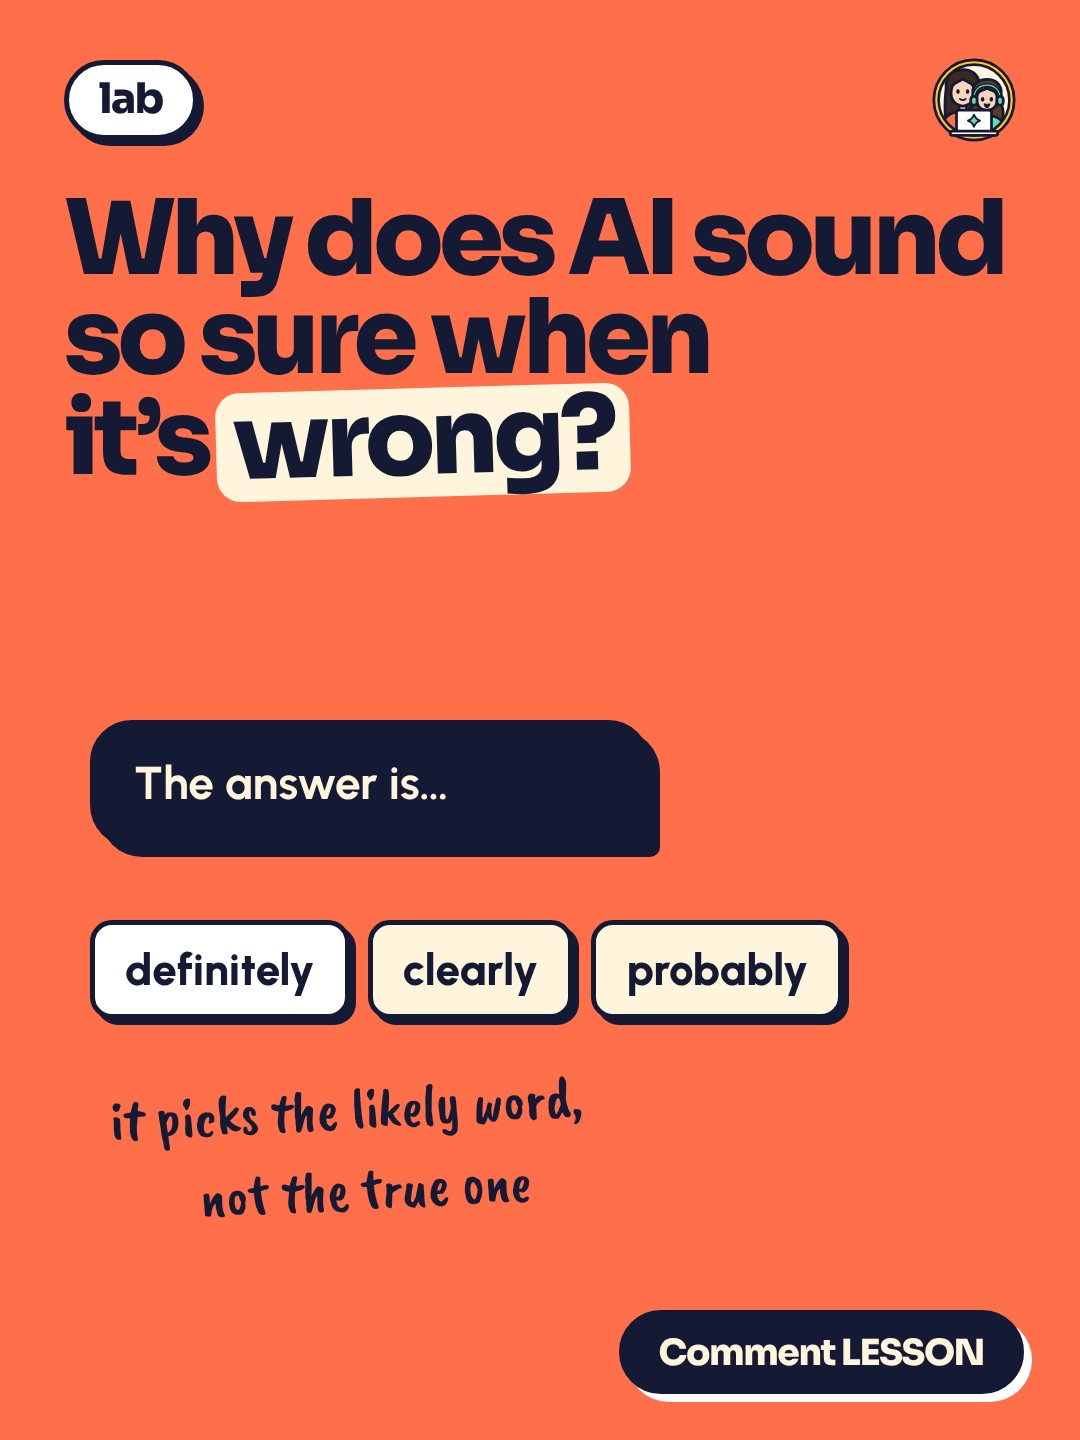 lab
Why does AI sound
so sure when
it’s wrong?
The answer is...
definitely clearly probably
it picks the likely word,
not the true one
Comment LESSON